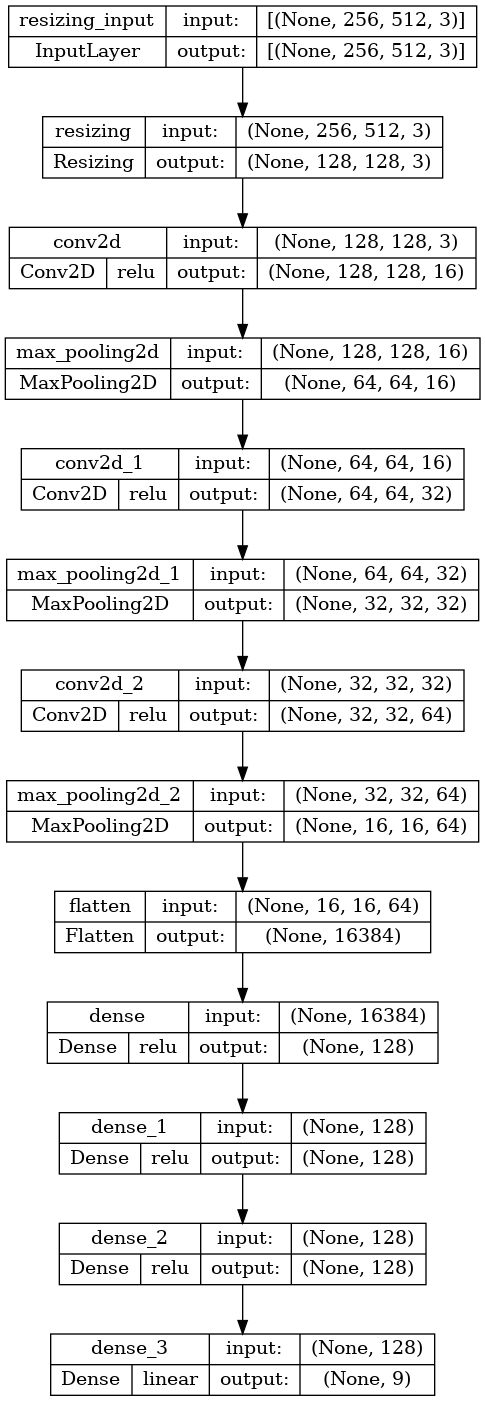 resizing_input input: [(None, 256, 512, 3)]
InputLayer output: [(None, 256, 512, 3)]
resizing input: (None, 256, 512, 3)
Resizing output: (None, 128, 128, 3)
conv2d input: (None, 128, 128, 3)
Conv2D relu output: (None, 128, 128, 16)
max_pooling2d input: (None, 128, 128, 16)
MaxPooling2D output: (None, 64, 64, 16)
conv2d_1 input: (None, 64, 64, 16)
Conv2D relu output: (None, 64, 64, 32)
max_pooling2d_1 input: (None, 64, 64, 32)
MaxPooling2D output: (None, 32, 32, 32)
conv2d_2 input: (None, 32, 32, 32)
Conv2D relu output: (None, 32, 32, 64)
max_pooling2d_2 input: (None, 32, 32, 64)
MaxPooling2D output: (None, 16, 16, 64)
flatten input: (None, 16, 16, 64)
Flatten output: (None, 16384)
dense input: (None, 16384)
Dense relu output: (None, 128)
dense_1 input: (None, 128)
Dense relu output: (None, 128)
dense_2 input: (None, 128)
Dense relu output: (None, 128)
dense_3 input: (None, 128)
Dense linear output: (None, 9)